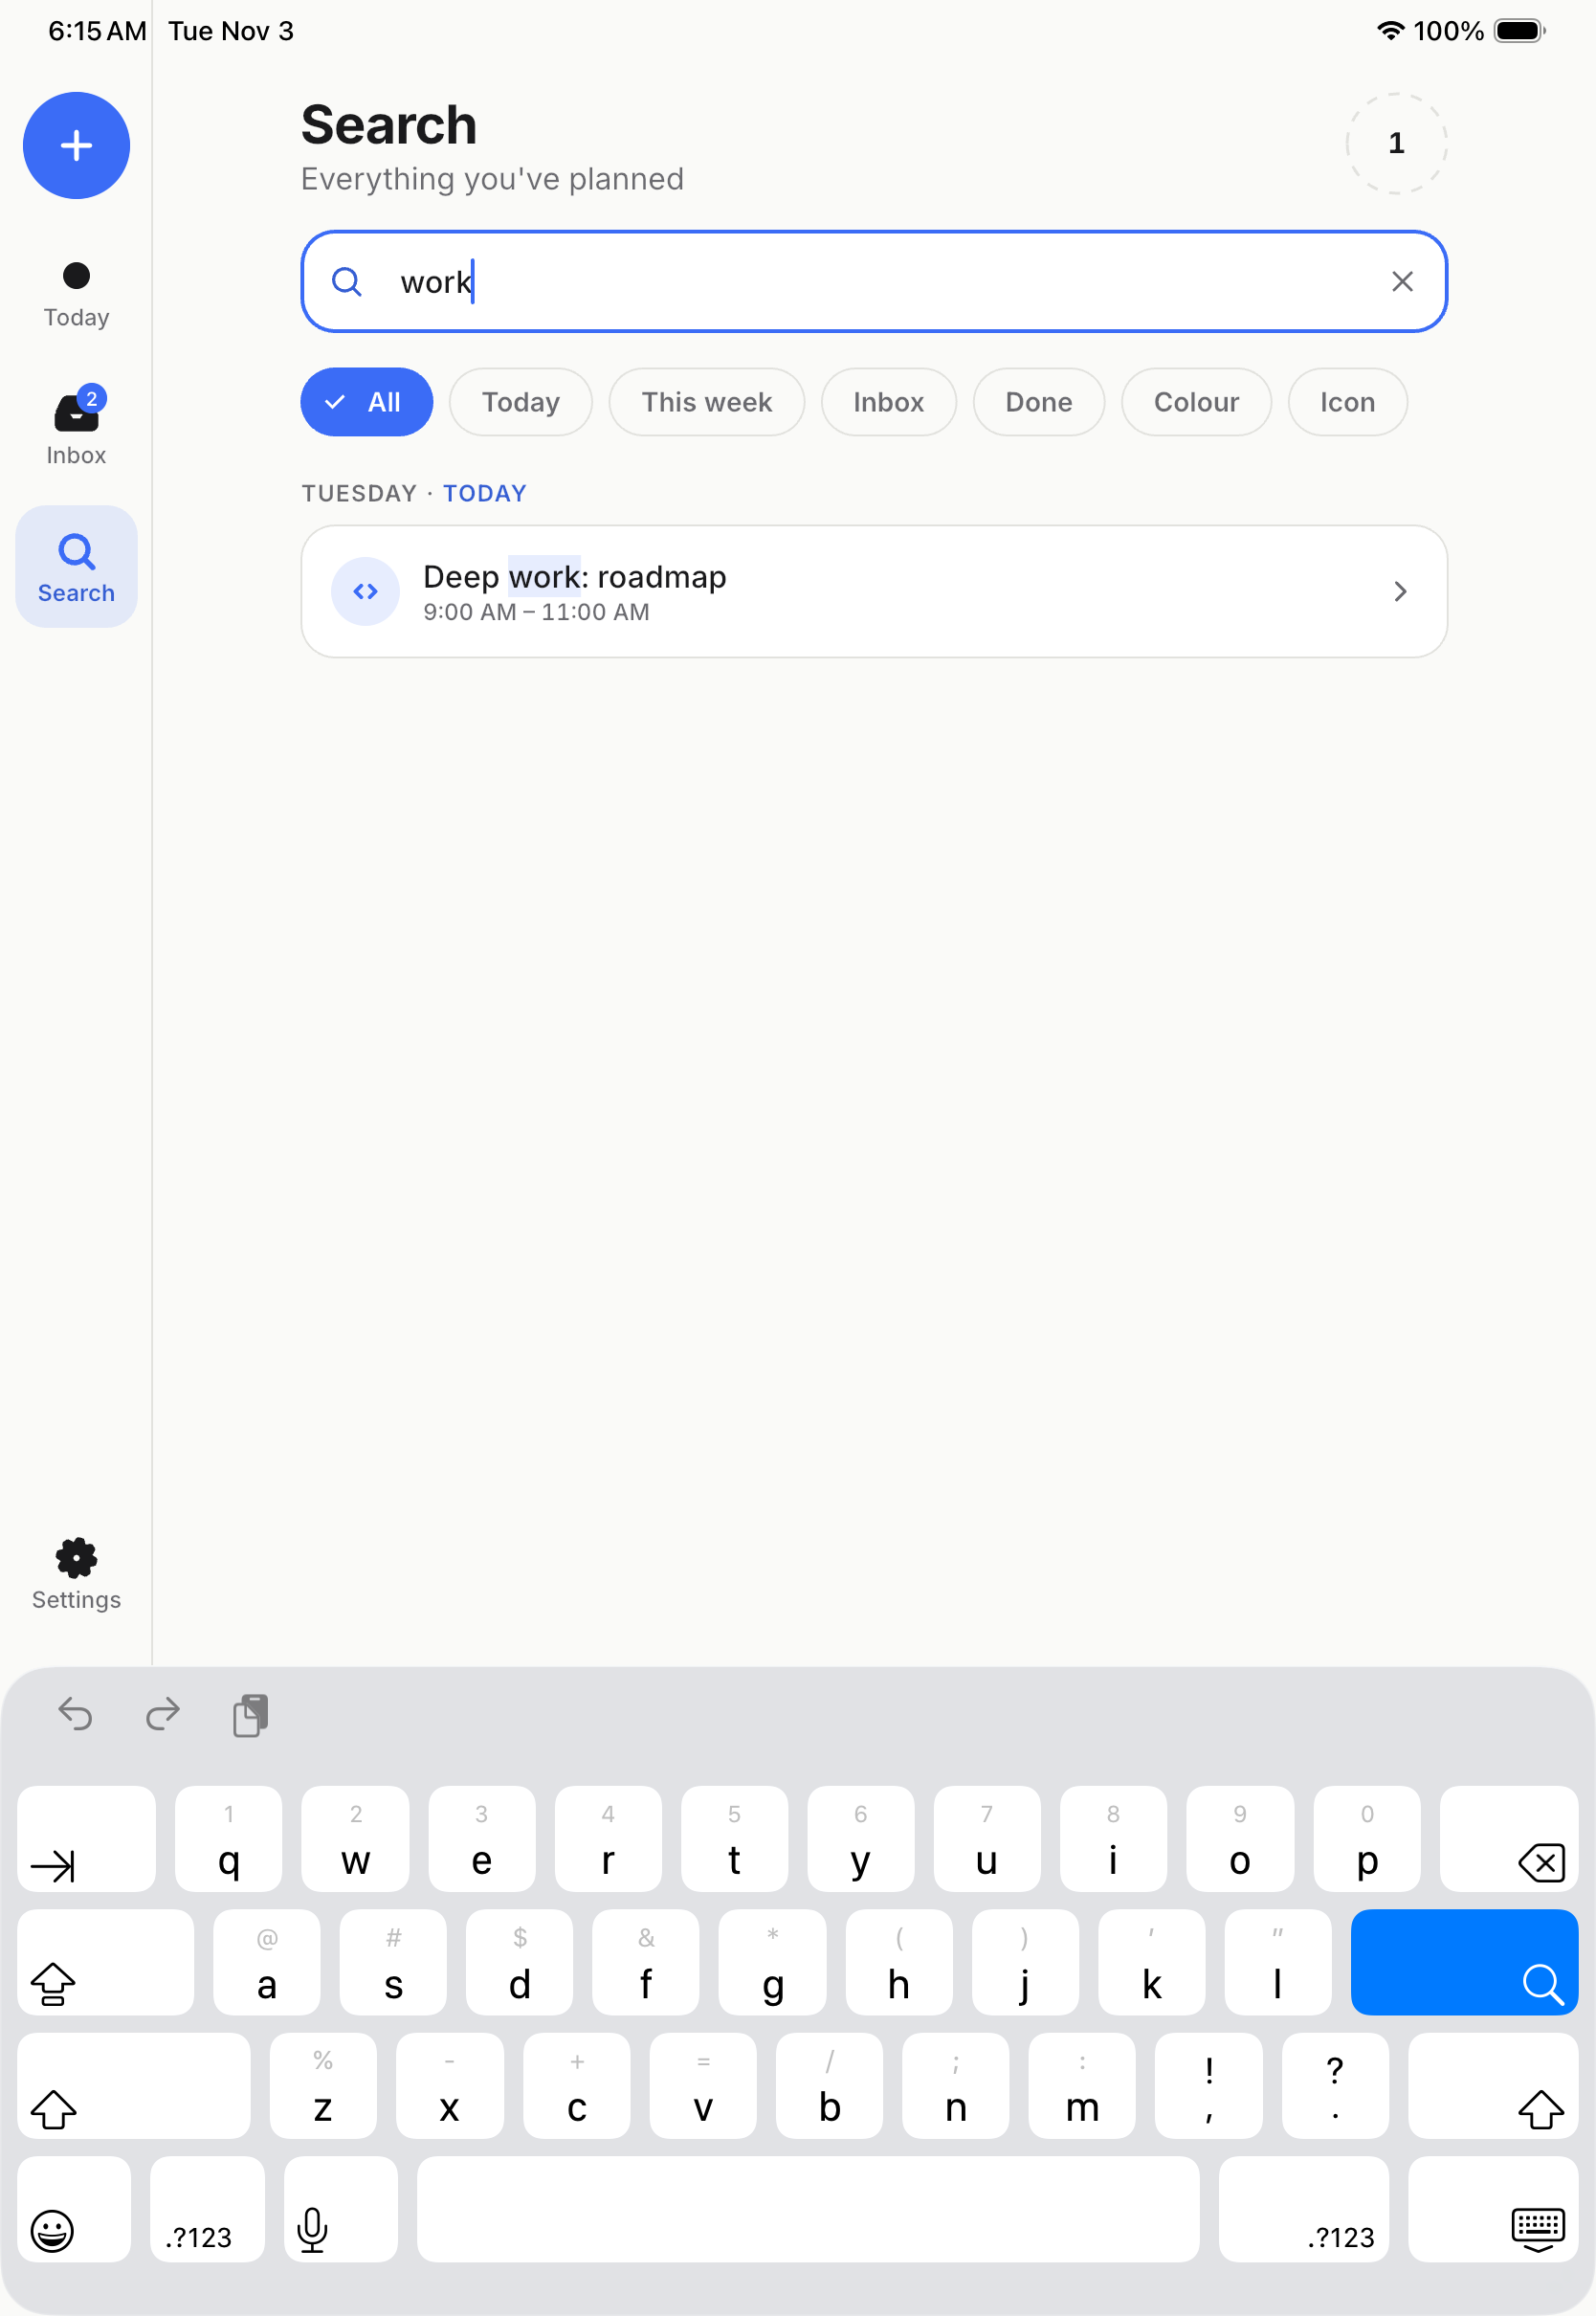 6:15 AM Tue Nov 3
100%
Search
Everything you've planned
1
work
Today
2
Inbox
Search
All Today This week Inbox Done Colour Icon
TUESDAY · TODAY
Deep work: roadmap
9:00 AM – 11:00 AM
Settings
1 2 3 4 5 6 7 8 9 0
q w e r t y u i o p
@ # $ & * ( ) ' "
a s d f g h j k l
% - + = / ; : ! ?
z x c v b n m , .
.?123 .?123